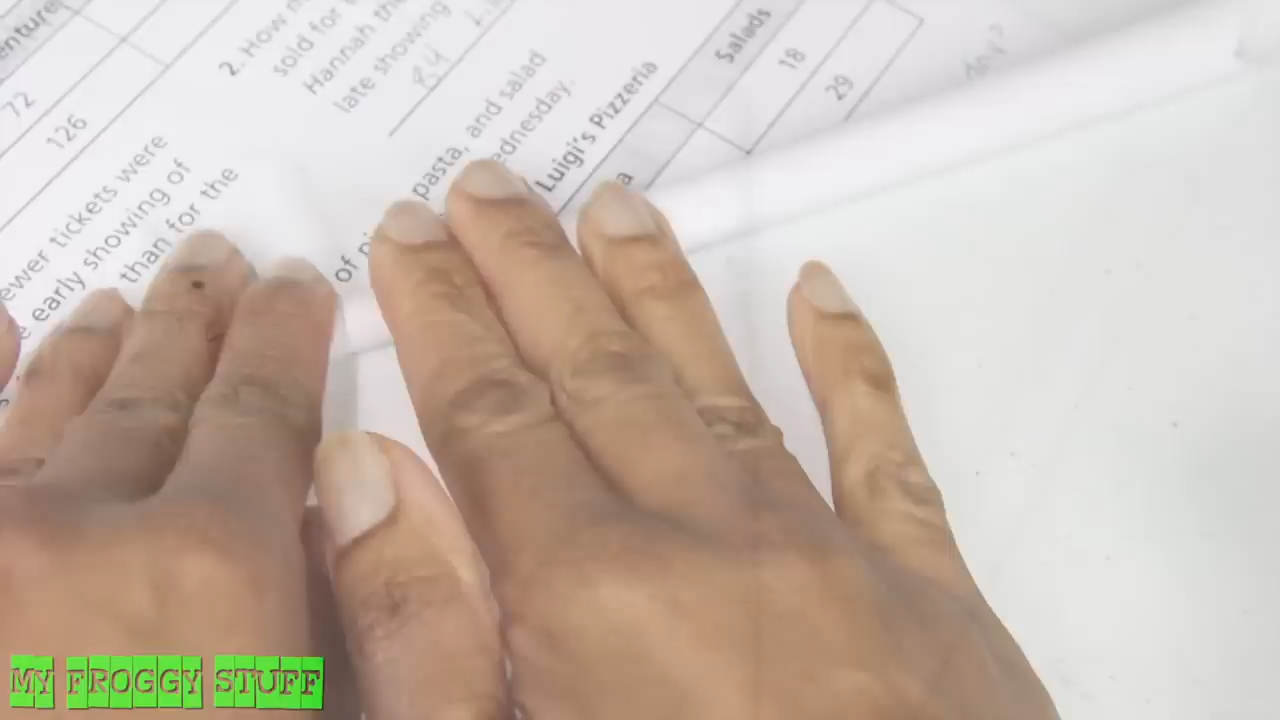 enture
72
126
ewer tickets were
early showing of
than for the
2. How
sold for
Hannah the
late showing
84
of pasta, and salad
ednesday.
Luigi's Pizzeria
Salads
18
29
a
MY FROGGY STUFF